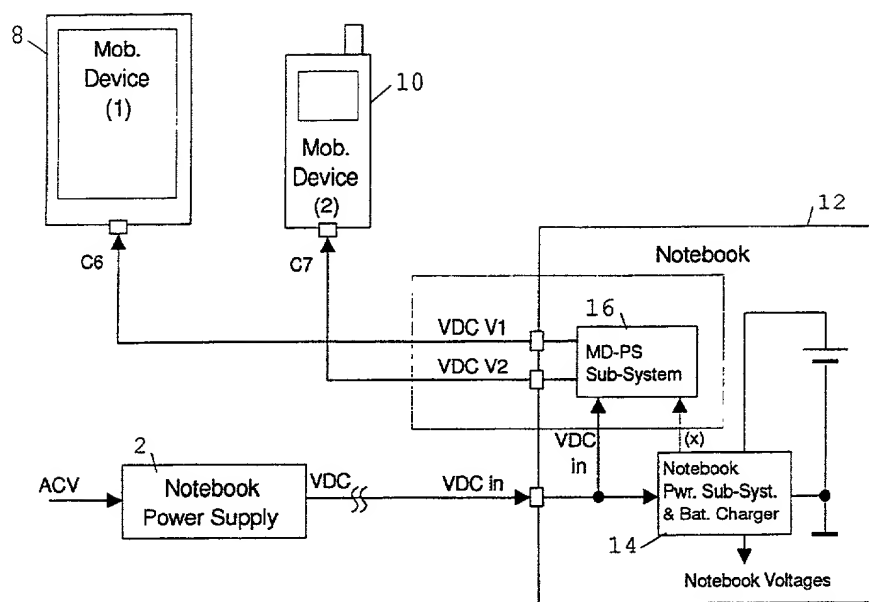 8
Mob.
Device
(1)
10
Mob.
Device
(2)
12
C6
C7
Notebook
16
VDC V1
MD-PS
Sub-System
VDC V2
VDC
in
(x)
2
ACV
Notebook
Power Supply
VDC
VDC in
Notebook
Pwr. Sub-Syst.
& Bat. Charger
14
Notebook Voltages